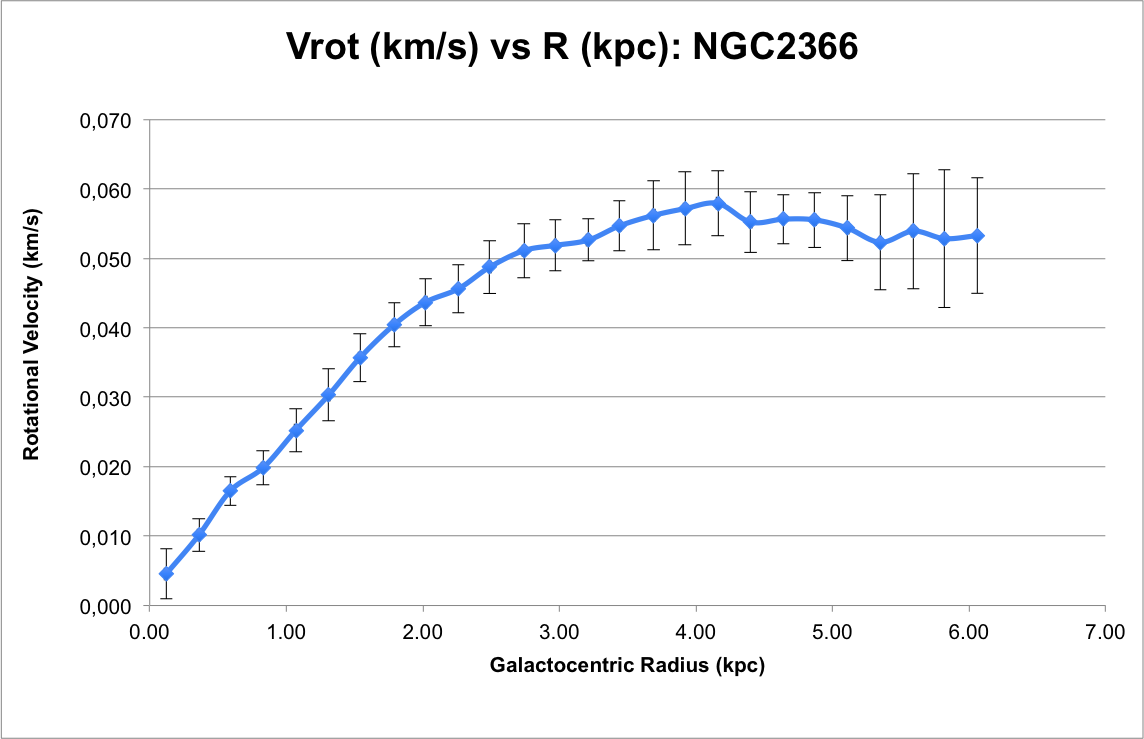 Vrot (km/s) vs R (kpc): NGC2366
0,070
0,060
0,050
0,040
0,030
0,020
0,010
0,000
Rotational Velocity (km/s)
0.00 1.00 2.00 3.00 4.00 5.00 6.00 7.00
Galactocentric Radius (kpc)